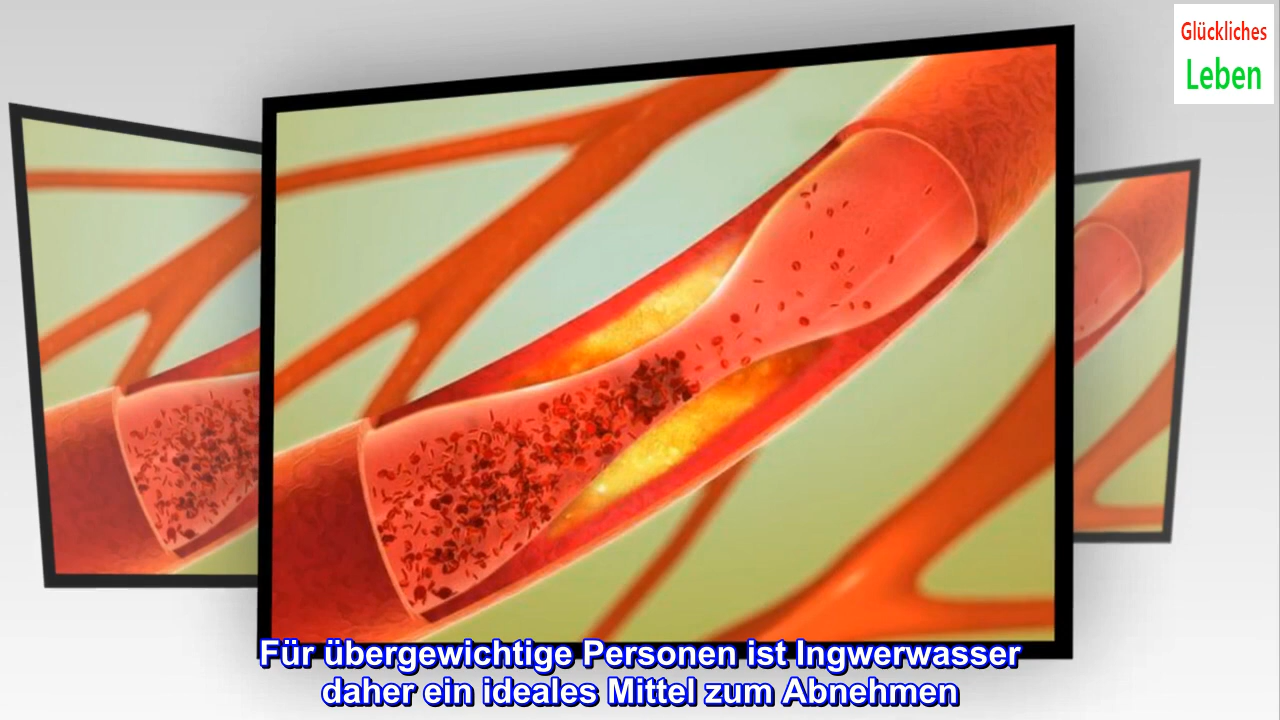 Glückliches
Leben
Für übergewichtige Personen ist Ingwerwasser
daher ein ideales Mittel zum Abnehmen